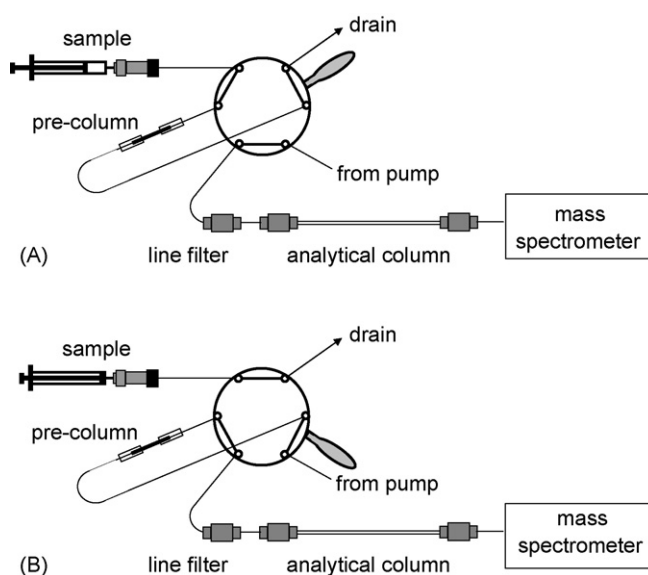 drain
sample
pre-column
from pump
mass
spectrometer
(A)
line filter
analytical column
drain
sample
pre-column
from pump
mass
spectrometer
(B)
line filter
analytical column